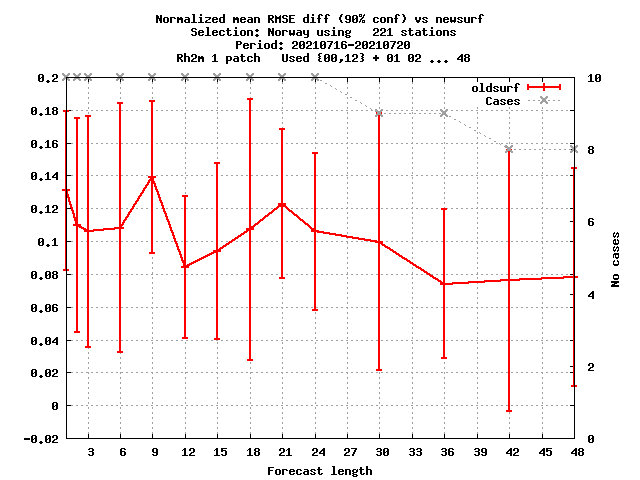 Normalized mean RMSE diff (90% conf) vs newsurf
Selection: Norway using   221 stations
Period: 20210716-20210720
Rh2m 1 patch   Used {00,12} + 01 02 ... 48
oldsurf
Cases
0.2
0.18
0.16
0.14
0.12
0.1
0.08
0.06
0.04
0.02
0
-0.02
10
8
6
4
2
0
No cases
3 6 9 12 15 18 21 24 27 30 33 36 39 42 45 48
Forecast length